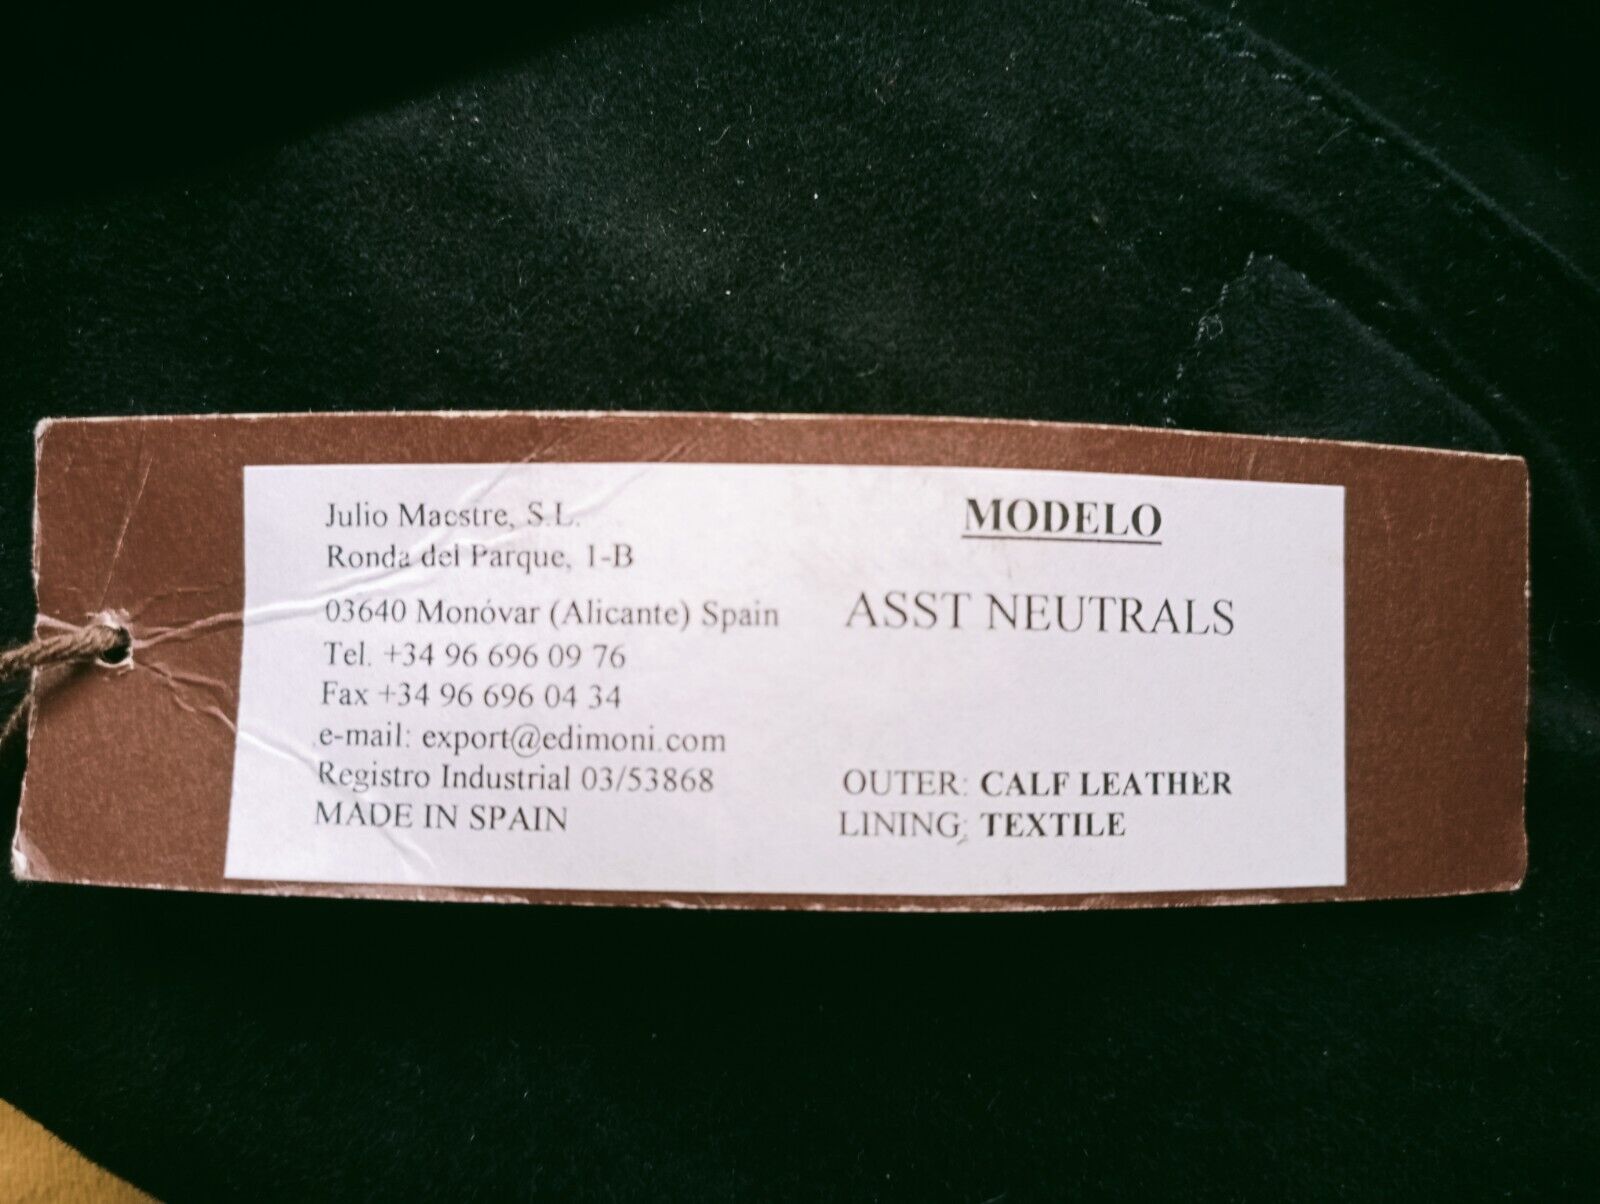 Julio Maestre, S.L.
Ronda del Parque, 1-B
03640 Monóvar (Alicante) Spain
Tel. +34 96 696 09 76
Fax +34 96 696 04 34
e-mail: export@edimoni.com
Registro Industrial 03/53868
MADE IN SPAIN
MODELO
ASST NEUTRALS
OUTER: CALF LEATHER
LINING: TEXTILE